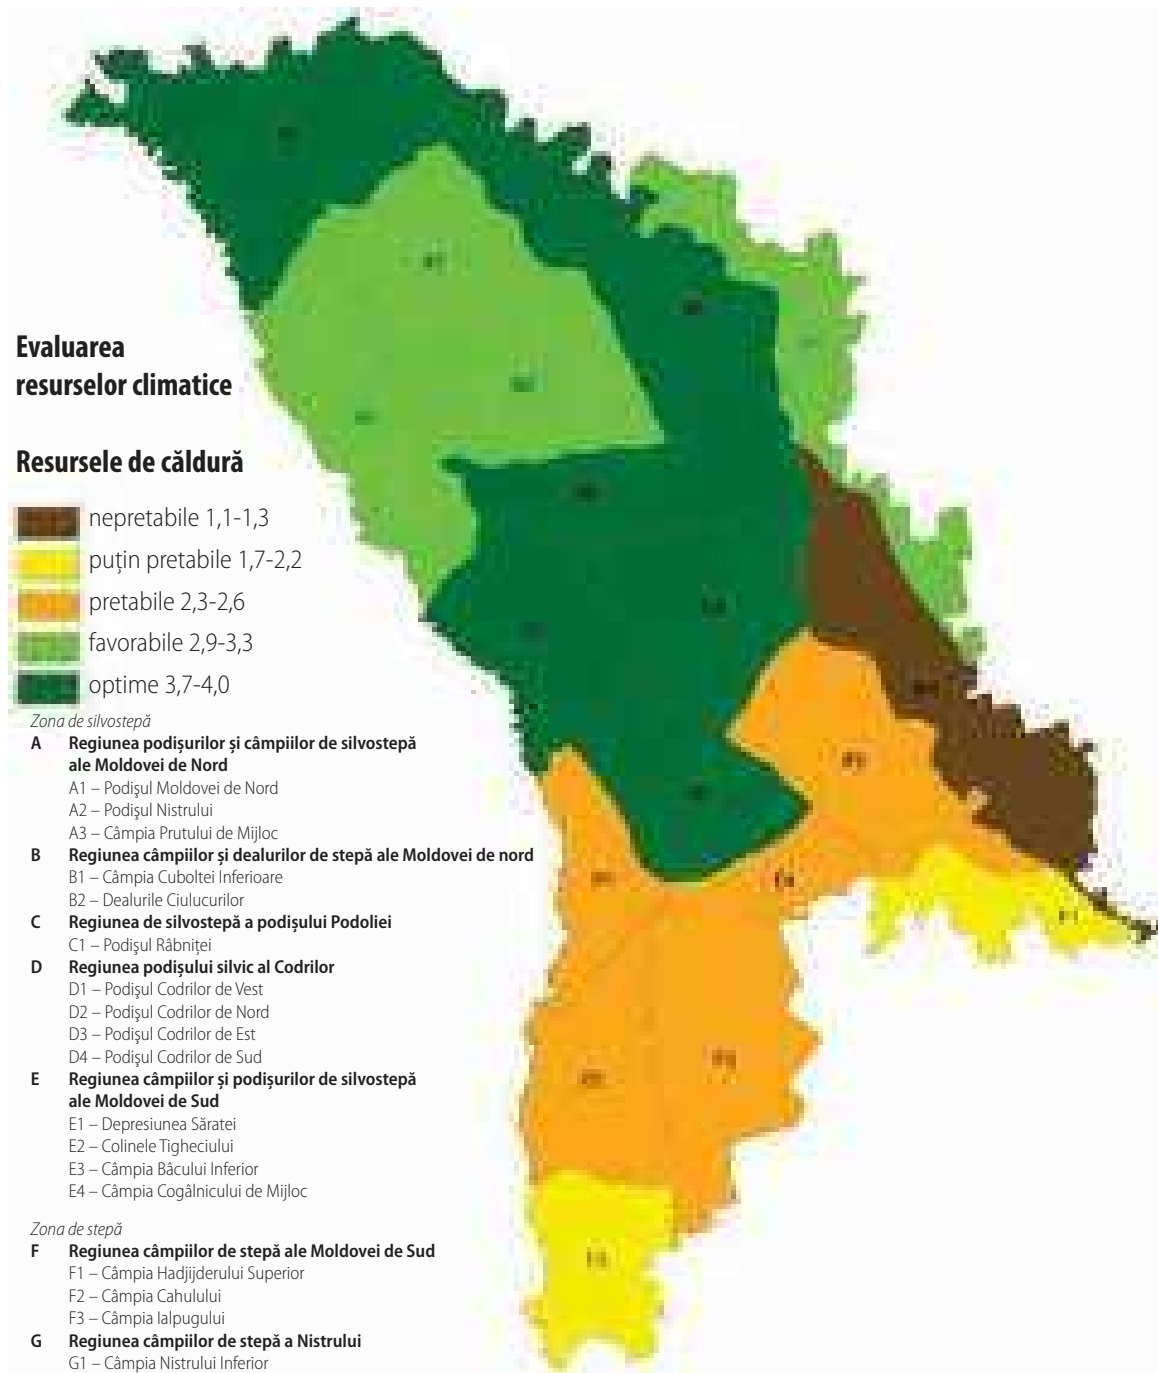 Evaluarea
resurselor climatice
Resursele de căldură
nepretabile 1,1-1,3
puțin pretabile 1,7-2,2
pretabile 2,3-2,6
favorabile 2,9-3,3
optime 3,7-4,0
Zona de silvostepă
A Regiunea podișurilor și câmpiilor de silvostepă
ale Moldovei de Nord
A1 – Podişul Moldovei de Nord
A2 – Podişul Nistrului
A3 – Câmpia Prutului de Mijloc
B Regiunea câmpiilor și dealurilor de stepă ale Moldovei de nord
B1 – Câmpia Cuboltei Inferioare
B2 – Dealurile Ciulucurilor
C Regiunea de silvostepă a podișului Podoliei
C1 – Podişul Râbniţei
D Regiunea podișului silvic al Codrilor
D1 – Podişul Codrilor de Vest
D2 – Podişul Codrilor de Nord
D3 – Podişul Codrilor de Est
D4 – Podişul Codrilor de Sud
E Regiunea câmpiilor și podișurilor de silvostepă
ale Moldovei de Sud
E1 – Depresiunea Săratei
E2 – Colinele Tigheciului
E3 – Câmpia Bâcului Inferior
E4 – Câmpia Cogâlnicului de Mijloc
Zona de stepă
F Regiunea câmpiilor de stepă ale Moldovei de Sud
F1 – Câmpia Hadjijderului Superior
F2 – Câmpia Cahulului
F3 – Câmpia Ialpugului
G Regiunea câmpiilor de stepă a Nistrului
G1 – Câmpia Nistrului Inferior